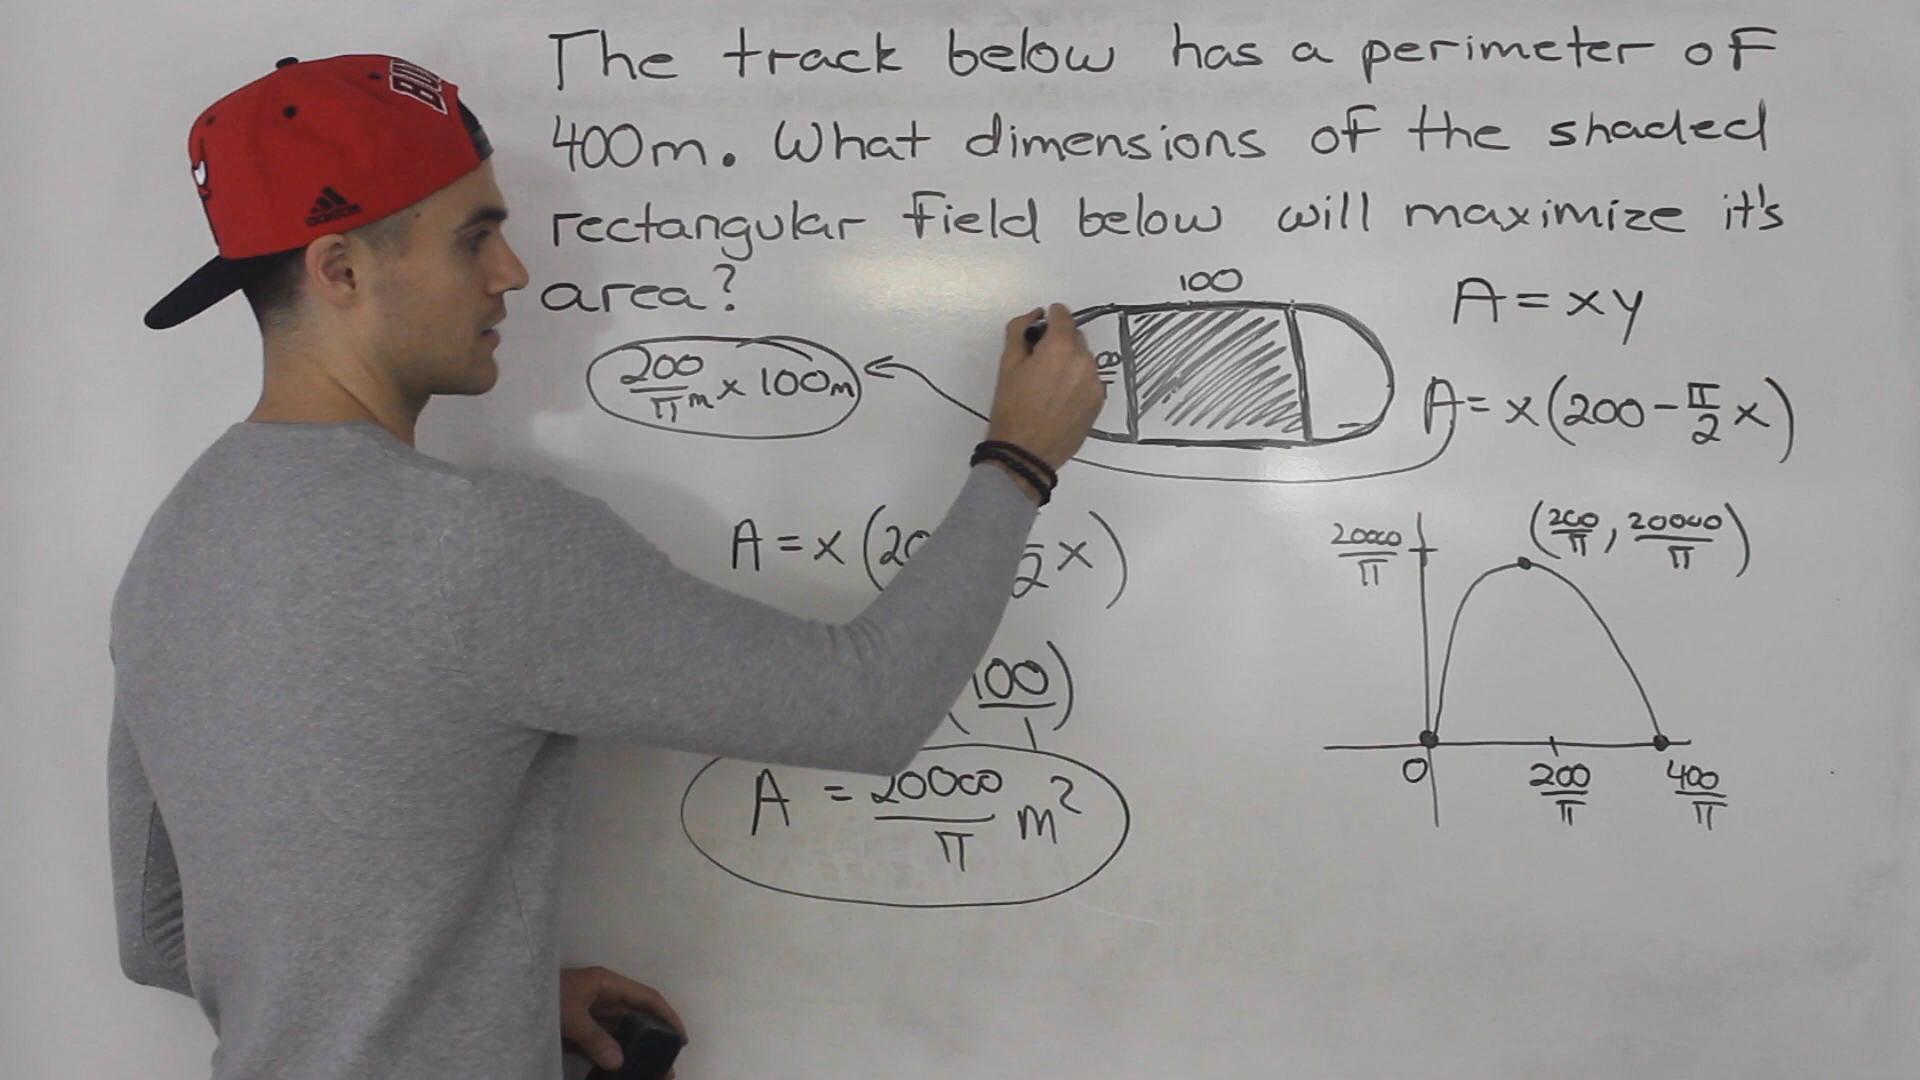 The track below has a perimeter of
400m. What dimensions of the shaded
rectangular field below will maximize it's
area?
100
A = xy
200/π m x 100m
A = x(200 - π/2 x)
A = x(20 2 x)
(200/π, 20000/π)
20000/π
100)
A = 20000/π m²
0 200/π 400/π
adidas